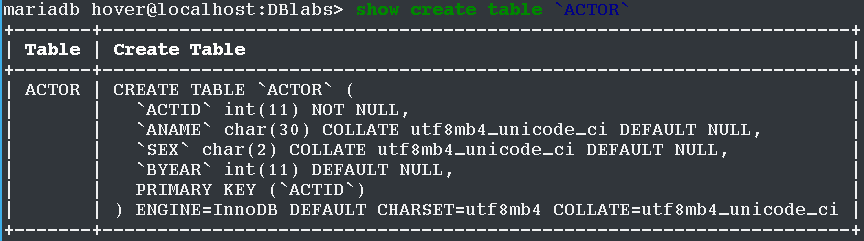 mariadb hover@localhost:DBlabs> show create table `ACTOR`
+-------+---------------------------------------------------------------+
| Table | Create Table                                                  |
+-------+---------------------------------------------------------------+
| ACTOR | CREATE TABLE `ACTOR` (                                        |
|       |   `ACTID` int(11) NOT NULL,                                   |
|       |   `ANAME` char(30) COLLATE utf8mb4_unicode_ci DEFAULT NULL,   |
|       |   `SEX` char(2) COLLATE utf8mb4_unicode_ci DEFAULT NULL,      |
|       |   `BYEAR` int(11) DEFAULT NULL,                               |
|       |   PRIMARY KEY (`ACTID`)                                       |
|       | ) ENGINE=InnoDB DEFAULT CHARSET=utf8mb4 COLLATE=utf8mb4_unicode_ci |
+-------+---------------------------------------------------------------+